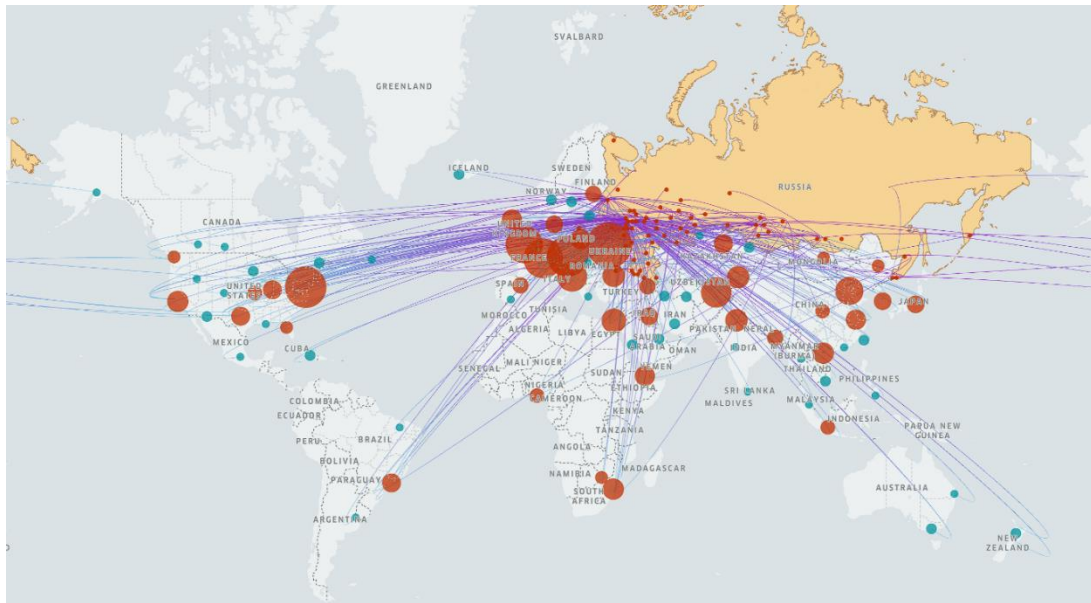 SVALBARD
GREENLAND
ICELAND
SWEDEN
FINLAND
NORWAY
RUSSIA
CANADA
UNITED
KINGDOM
POLAND
UKRAINE
FRANCE
ROMANIA
ITALY
MONGOLIA
UNITED
STATES
SPAIN
TURKEY
UZBEKISTAN
CHINA
JAPAN
MOROCCO
TUNISIA
ALGERIA
LIBYA
EGYPT
IRAQ
IRAN
PAKISTAN
NEPAL
MEXICO
CUBA
SAUDI
ARABIA
OMAN
INDIA
MYANMAR
(BURMA)
THAILAND
MALI
NIGER
SENEGAL
SUDAN
YEMEN
PHILIPPINES
NIGERIA
CAMEROON
ETHIOPIA
SRI LANKA
MALDIVES
MALAYSIA
COLOMBIA
ECUADOR
KENYA
INDONESIA
PERU
BRAZIL
TANZANIA
PAPUA NEW
GUINEA
BOLIVIA
ANGOLA
MADAGASCAR
PARAGUAY
NAMIBIA
SOUTH
AFRICA
AUSTRALIA
ARGENTINA
NEW
ZEALAND